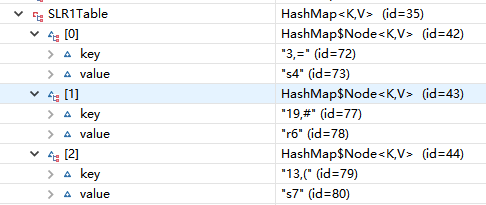 SLR1Table HashMap<K,V> (id=35)
[0] HashMap$Node<K,V> (id=42)
key "3,=" (id=72)
value "s4" (id=73)
[1] HashMap$Node<K,V> (id=43)
key "19,#" (id=77)
value "r6" (id=78)
[2] HashMap$Node<K,V> (id=44)
key "13,(" (id=79)
value "s7" (id=80)